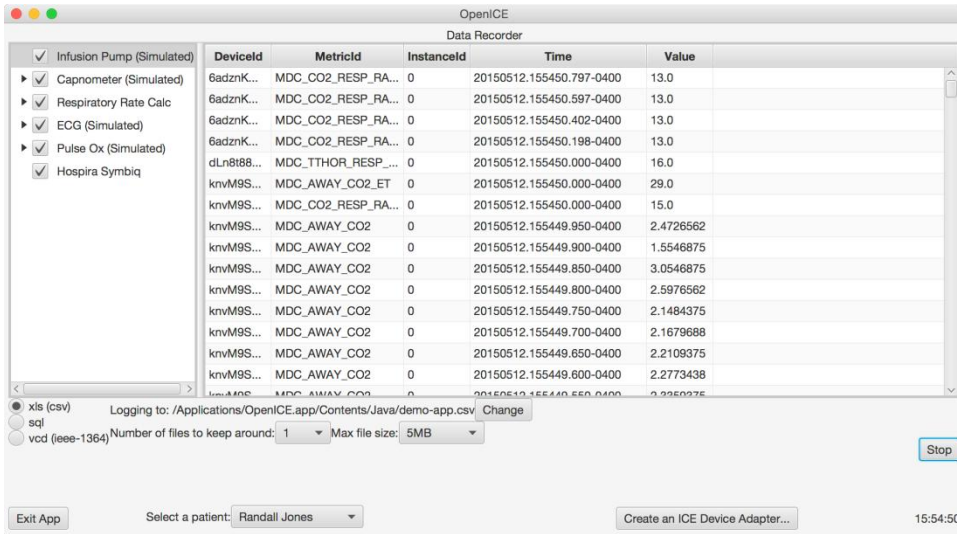 OpenICE
Data Recorder
Infusion Pump (Simulated)
Capnometer (Simulated)
Respiratory Rate Calc
ECG (Simulated)
Pulse Ox (Simulated)
Hospira Symbiq
DeviceId MetricId InstanceId Time Value
6adznK... MDC_CO2_RESP_RA... 0 20150512.155450.797-0400 13.0
6adznK... MDC_CO2_RESP_RA... 0 20150512.155450.597-0400 13.0
6adznK... MDC_CO2_RESP_RA... 0 20150512.155450.402-0400 13.0
6adznK... MDC_CO2_RESP_RA... 0 20150512.155450.198-0400 13.0
dLn8t88... MDC_TTHOR_RESP_... 0 20150512.155450.000-0400 16.0
knvM9S... MDC_AWAY_CO2_ET 0 20150512.155450.000-0400 29.0
knvM9S... MDC_CO2_RESP_RA... 0 20150512.155450.000-0400 15.0
knvM9S... MDC_AWAY_CO2 0 20150512.155449.950-0400 2.4726562
knvM9S... MDC_AWAY_CO2 0 20150512.155449.900-0400 1.5546875
knvM9S... MDC_AWAY_CO2 0 20150512.155449.850-0400 3.0546875
knvM9S... MDC_AWAY_CO2 0 20150512.155449.800-0400 2.5976562
knvM9S... MDC_AWAY_CO2 0 20150512.155449.750-0400 2.1484375
knvM9S... MDC_AWAY_CO2 0 20150512.155449.700-0400 2.1679688
knvM9S... MDC_AWAY_CO2 0 20150512.155449.650-0400 2.2109375
knvM9S... MDC_AWAY_CO2 0 20150512.155449.600-0400 2.2773438
knvM9S... MDC_AWAY_CO2 0 20150512.155449.550-0400
xls (csv) Logging to: /Applications/OpenICE.app/Contents/Java/demo-app.csv Change
sql
vcd (ieee-1364) Number of files to keep around: 1 Max file size: 5MB
Stop
Exit App Select a patient: Randall Jones Create an ICE Device Adapter... 15:54:50